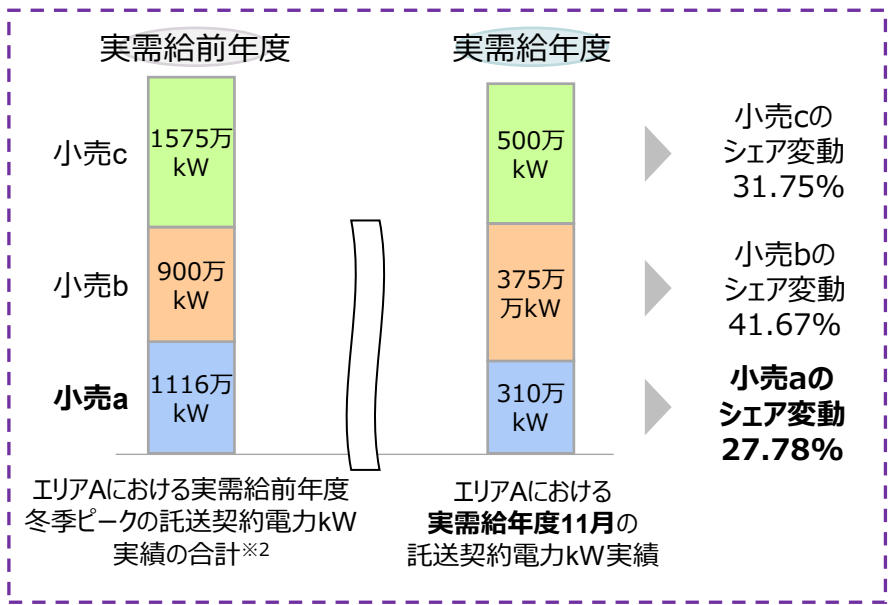 実需給前年度
実需給年度
小売c
1575万
kW
500万
kW
小売cの
シェア変動
31.75%
小売b
900万
kW
375万
万kW
小売bの
シェア変動
41.67%
小売a
1116万
kW
310万
kW
小売aの
シェア変動
27.78%
エリアAにおける実需給前年度
冬季ピークの託送契約電力kW
実績の合計※2
エリアAにおける
実需給年度11月の
託送契約電力kW実績